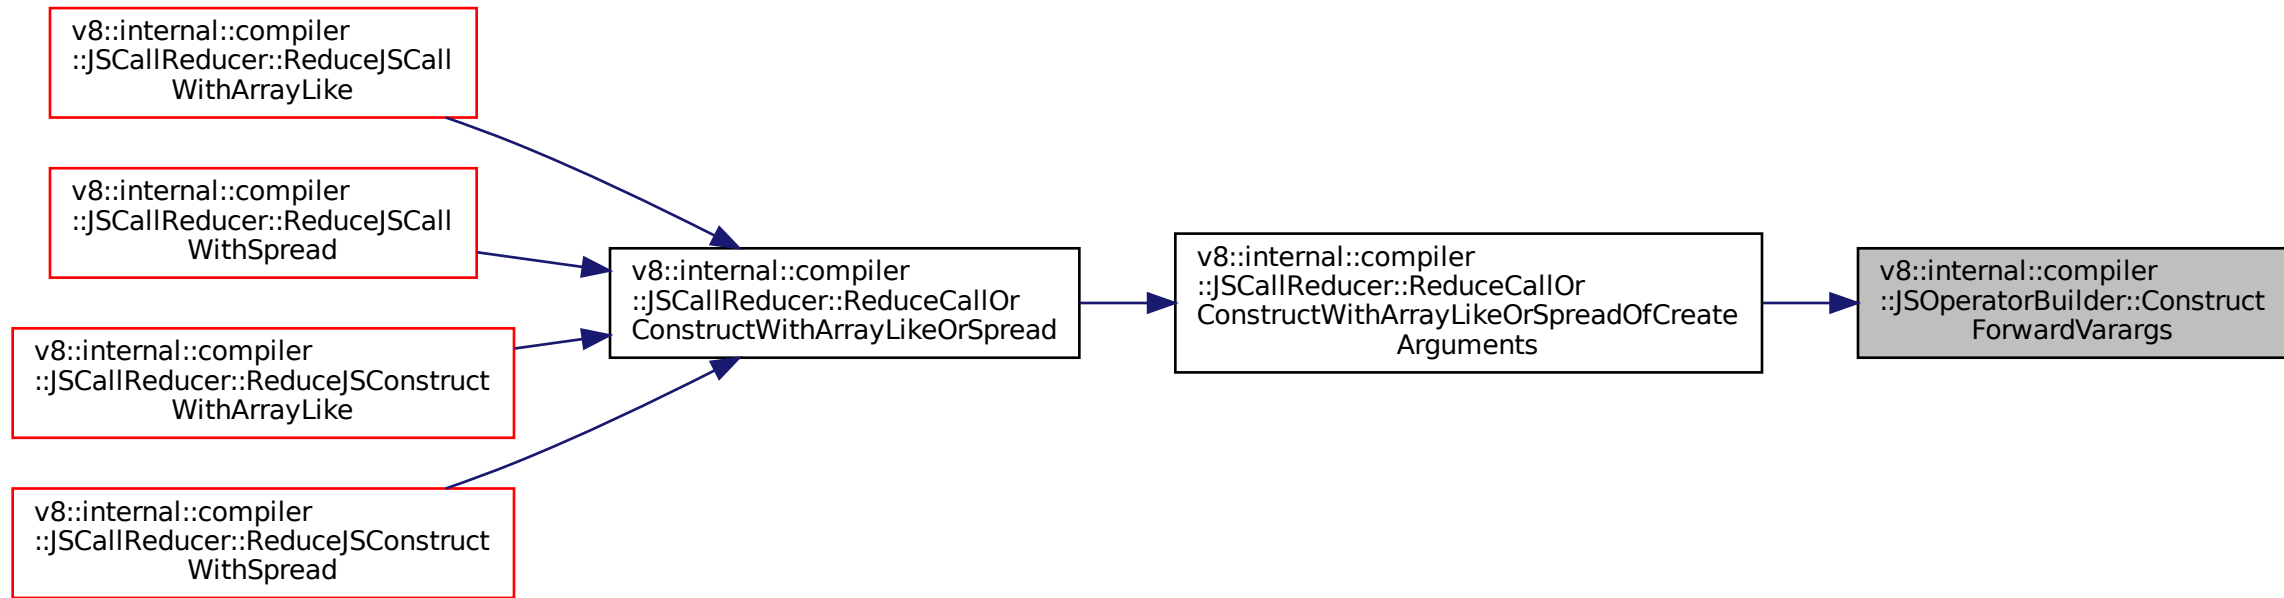 v8::internal::compiler
::JSCallReducer::ReduceJSCall
WithArrayLike
v8::internal::compiler
::JSCallReducer::ReduceJSCall
WithSpread
v8::internal::compiler
::JSCallReducer::ReduceJSConstruct
WithArrayLike
v8::internal::compiler
::JSCallReducer::ReduceJSConstruct
WithSpread
v8::internal::compiler
::JSCallReducer::ReduceCallOr
ConstructWithArrayLikeOrSpread
v8::internal::compiler
::JSCallReducer::ReduceCallOr
ConstructWithArrayLikeOrSpreadOfCreate
Arguments
v8::internal::compiler
::JSOperatorBuilder::Construct
ForwardVarargs